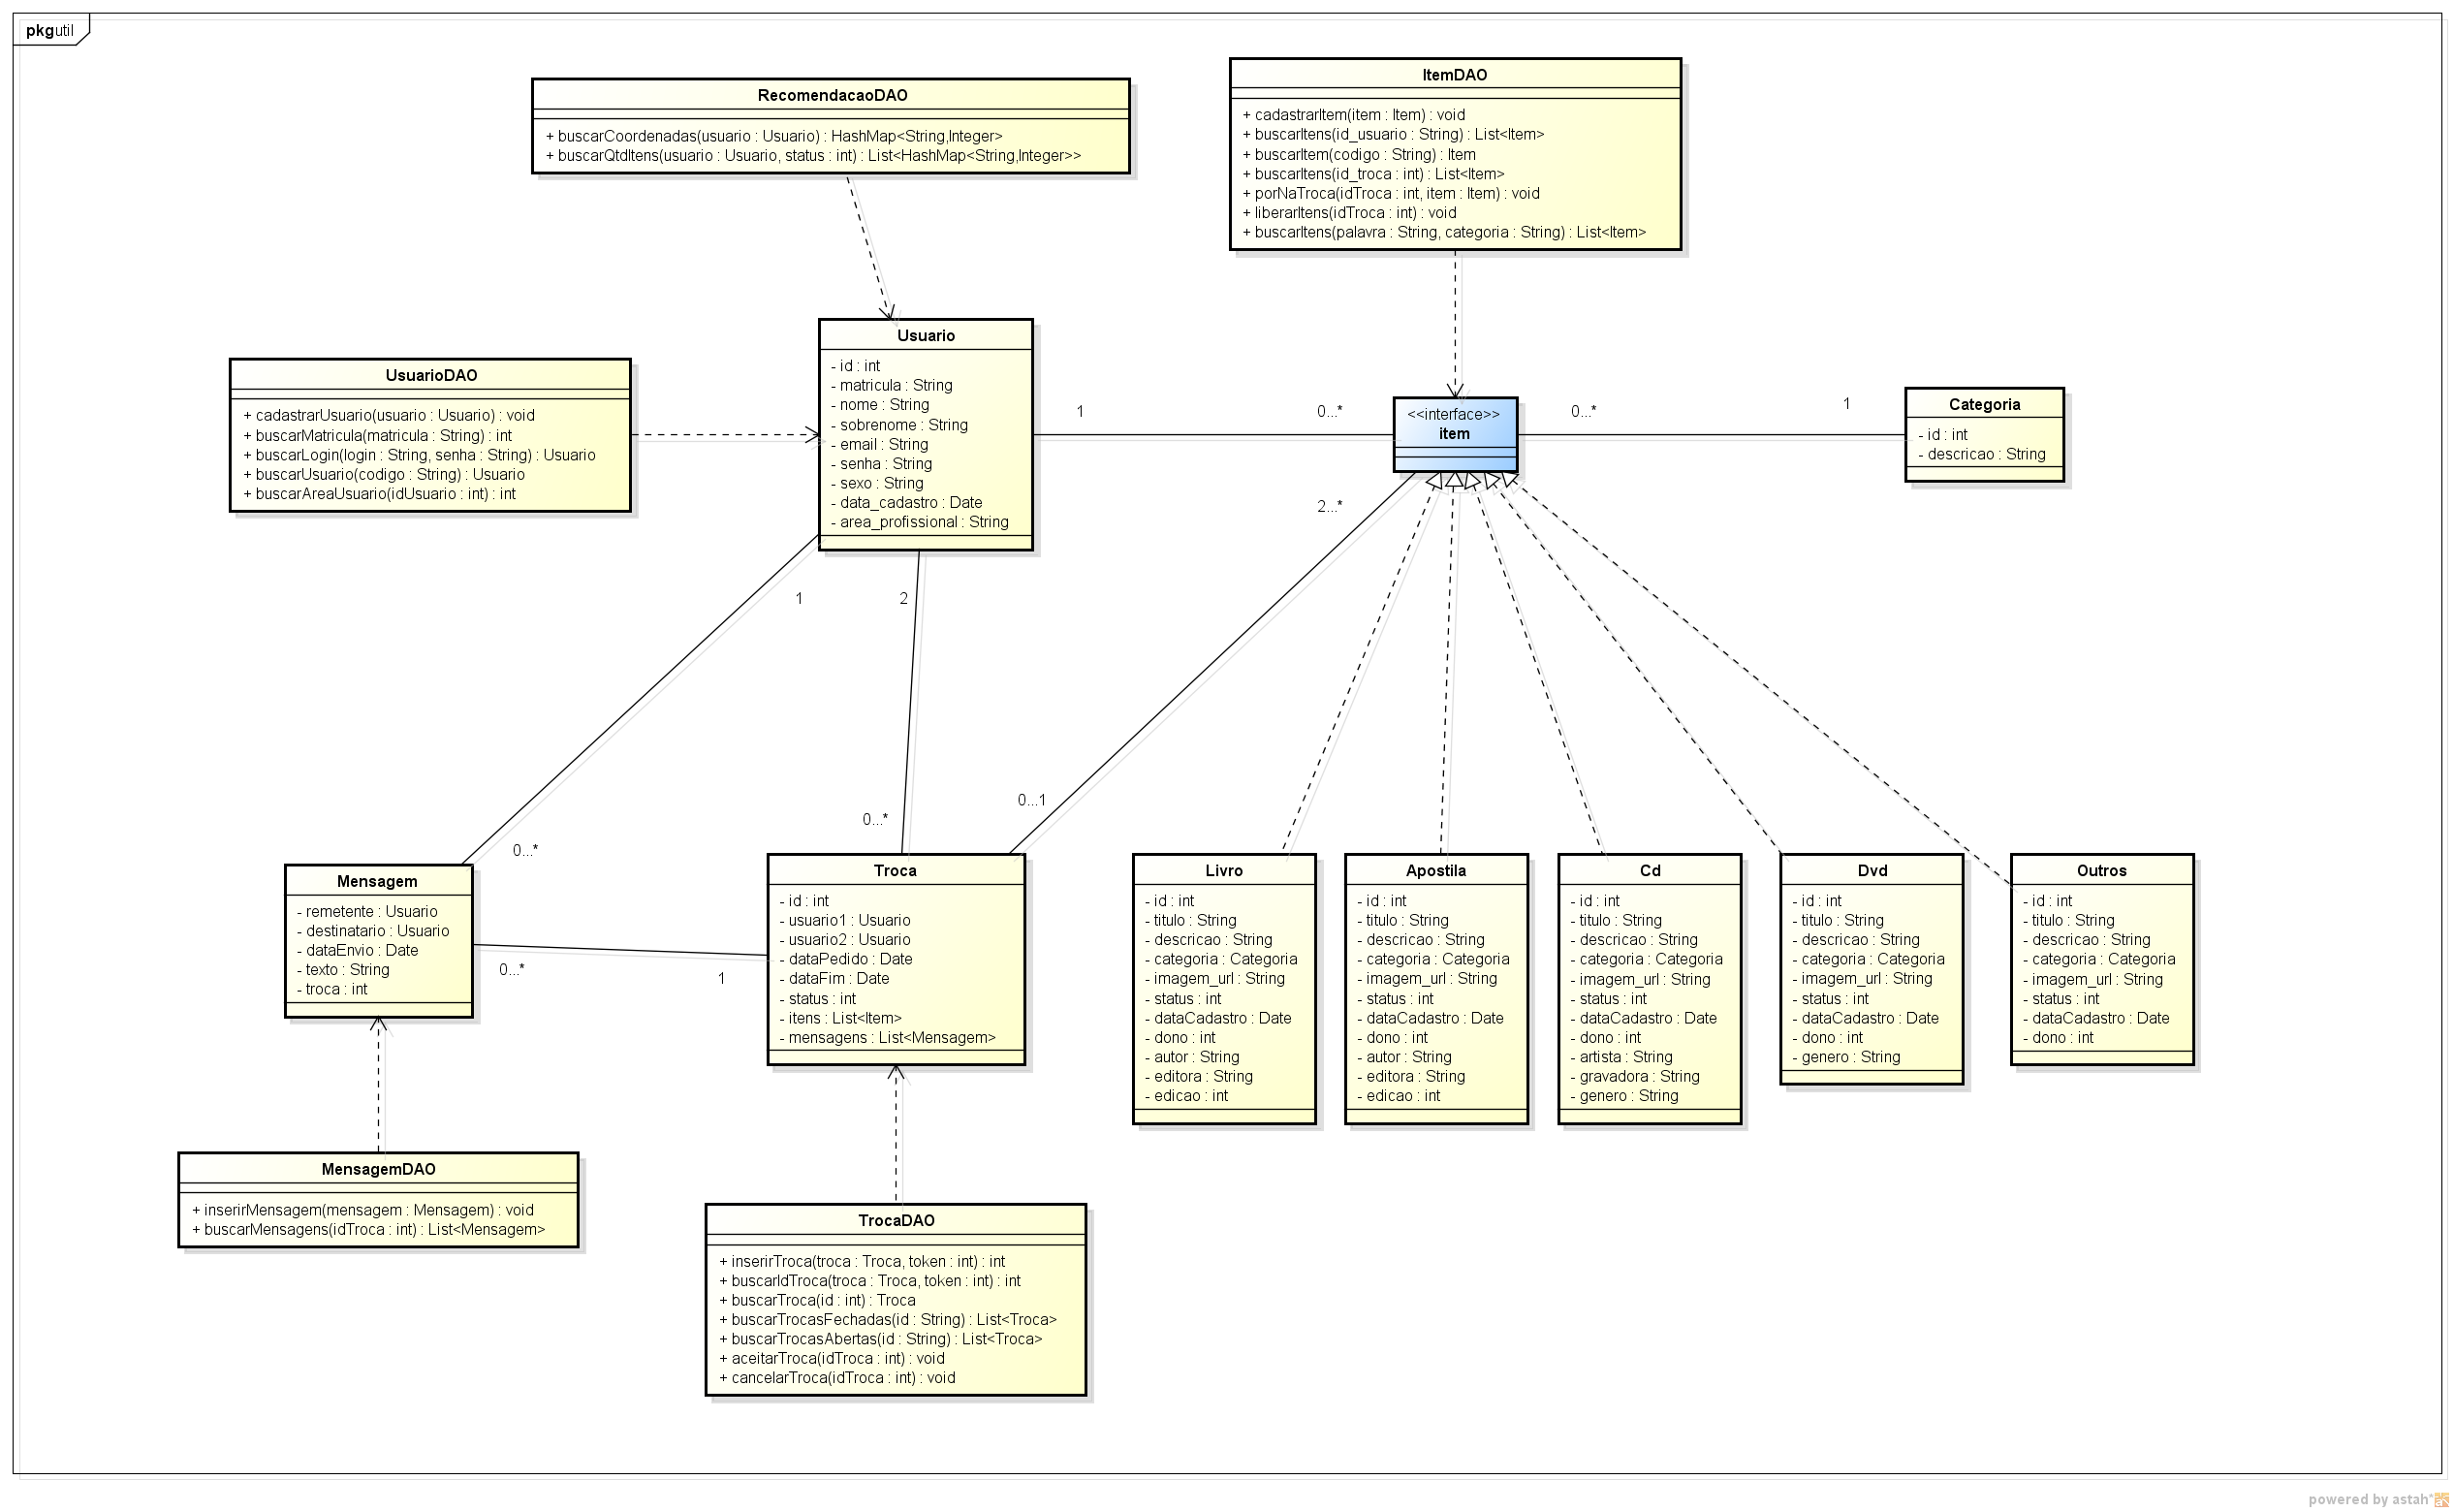 pkg util
RecomendacaoDAO
+ buscarCoordenadas(usuario : Usuario) : HashMap<String,Integer>
+ buscarQtdItens(usuario : Usuario, status : int) : List<HashMap<String,Integer>>
ItemDAO
+ cadastrarItem(item : Item) : void
+ buscarItens(id_usuario : String) : List<Item>
+ buscarItem(codigo : String) : Item
+ buscarItens(id_troca : int) : List<Item>
+ porNaTroca(idTroca : int, item : Item) : void
+ liberarItens(idTroca : int) : void
+ buscarItens(palavra : String, categoria : String) : List<Item>
UsuarioDAO
+ cadastrarUsuario(usuario : Usuario) : void
+ buscarMatricula(matricula : String) : int
+ buscarLogin(login : String, senha : String) : Usuario
+ buscarUsuario(codigo : String) : Usuario
+ buscarAreaUsuario(idUsuario : int) : int
Usuario
- id : int
- matricula : String
- nome : String
- sobrenome : String
- email : String
- senha : String
- sexo : String
- data_cadastro : Date
- area_profissional : String
1
0...*
<<interface>>
item
0...*
1
Categoria
- id : int
- descricao : String
2...*
1
2
0...1
0...*
0...*
Mensagem
- remetente : Usuario
- destinatario : Usuario
- dataEnvio : Date
- texto : String
- troca : int
0...*
1
Troca
- id : int
- usuario1 : Usuario
- usuario2 : Usuario
- dataPedido : Date
- dataFim : Date
- status : int
- itens : List<Item>
- mensagens : List<Mensagem>
Livro
- id : int
- titulo : String
- descricao : String
- categoria : Categoria
- imagem_url : String
- status : int
- dataCadastro : Date
- dono : int
- autor : String
- editora : String
- edicao : int
Apostila
- id : int
- titulo : String
- descricao : String
- categoria : Categoria
- imagem_url : String
- status : int
- dataCadastro : Date
- dono : int
- autor : String
- editora : String
- edicao : int
Cd
- id : int
- titulo : String
- descricao : String
- categoria : Categoria
- imagem_url : String
- status : int
- dataCadastro : Date
- dono : int
- artista : String
- gravadora : String
- genero : String
Dvd
- id : int
- titulo : String
- descricao : String
- categoria : Categoria
- imagem_url : String
- status : int
- dataCadastro : Date
- dono : int
- genero : String
Outros
- id : int
- titulo : String
- descricao : String
- categoria : Categoria
- imagem_url : String
- status : int
- dataCadastro : Date
- dono : int
MensagemDAO
+ inserirMensagem(mensagem : Mensagem) : void
+ buscarMensagens(idTroca : int) : List<Mensagem>
TrocaDAO
+ inserirTroca(troca : Troca, token : int) : int
+ buscarIdTroca(troca : Troca, token : int) : int
+ buscarTroca(id : int) : Troca
+ buscarTrocasFechadas(id : String) : List<Troca>
+ buscarTrocasAbertas(id : String) : List<Troca>
+ aceitarTroca(idTroca : int) : void
+ cancelarTroca(idTroca : int) : void
powered by astah*